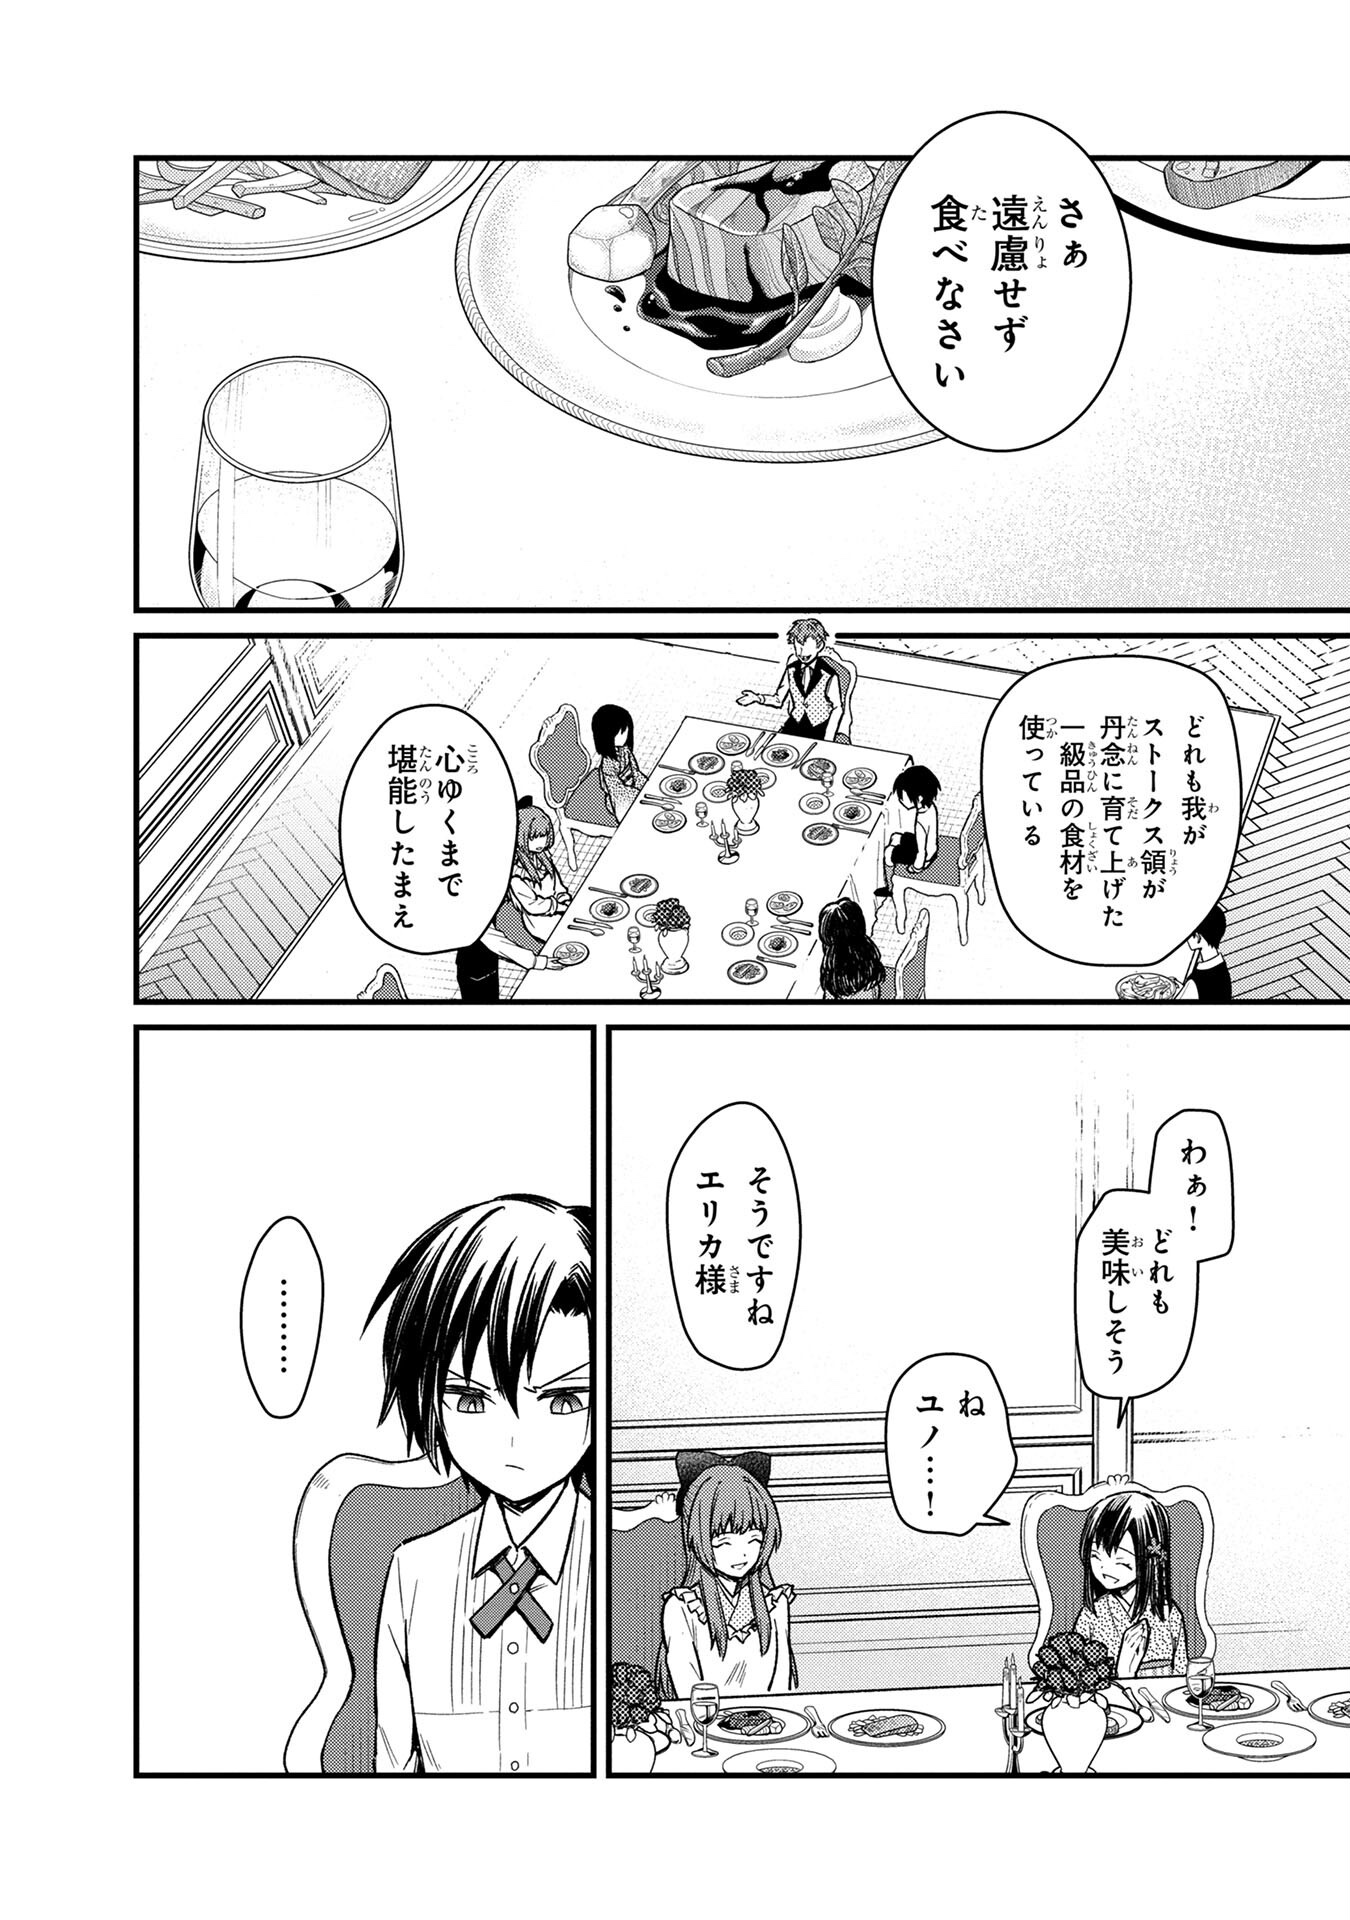 さぁ
遠慮せず
食べなさい
どれも我が
ストークス領が
丹念に育て上げた
一級品の食材を
使っている
心ゆくまで
堪能したまえ
わぁ！
どれも
美味しそう
ね
ユノ……！
そうですね
エリカ様
………